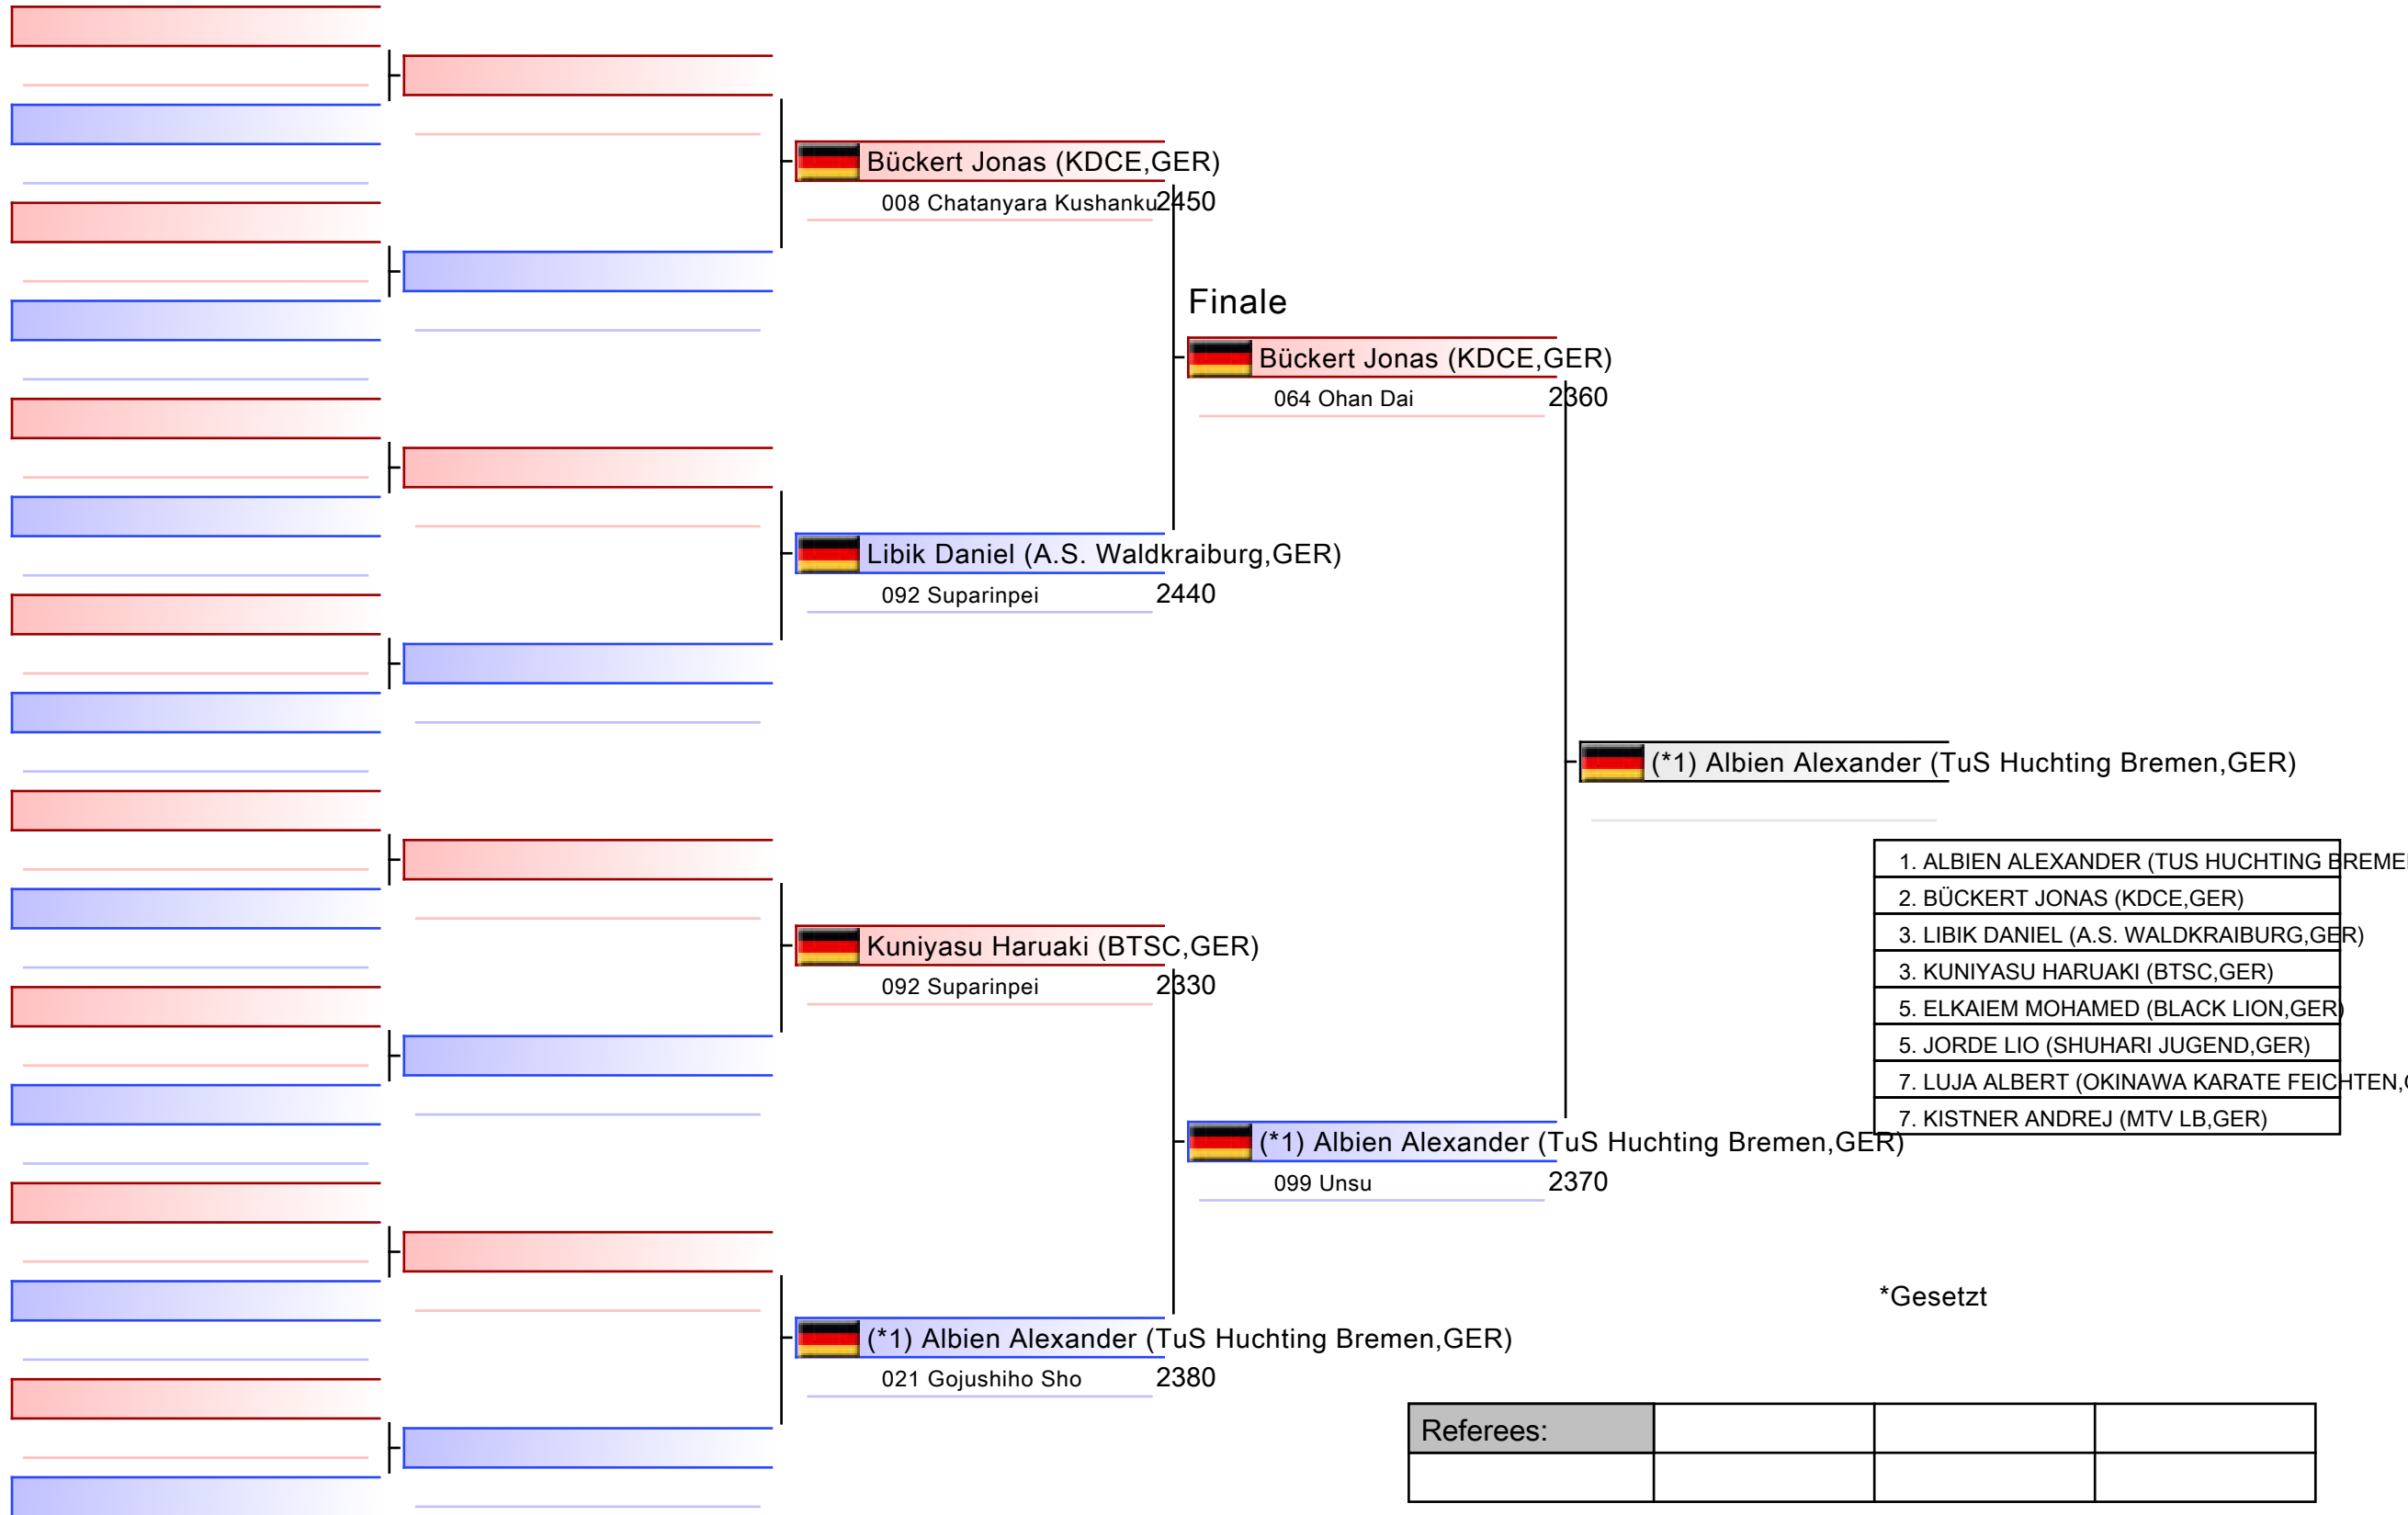 Bückert Jonas (KDCE,GER)
008 Chatanyara Kushanku 2450
Finale
Bückert Jonas (KDCE,GER)
064 Ohan Dai 2360
Libik Daniel (A.S. Waldkraiburg,GER)
092 Suparinpei 2440
(*1) Albien Alexander (TuS Huchting Bremen,GER)
1. ALBIEN ALEXANDER (TUS HUCHTING
2. BÜCKERT JONAS (KDCE,GER)
3. LIBIK DANIEL (A.S. WALDKRAIBURG,GER)
3. KUNIYASU HARUAKI (BTSC,GER)
5. ELKAIEM MOHAMED (BLACK LION,GER)
5. JORDE LIO (SHUHARI JUGEND,GER)
7. LUJA ALBERT (OKINAWA KARATE FEICHTEN,
7. KISTNER ANDREJ (MTV LB,GER)
Kuniyasu Haruaki (BTSC,GER)
092 Suparinpei 2330
(*1) Albien Alexander (TuS Huchting Bremen,GER)
099 Unsu 2370
*Gesetzt
(*1) Albien Alexander (TuS Huchting Bremen,GER)
021 Gojushiho Sho 2380
Referees: